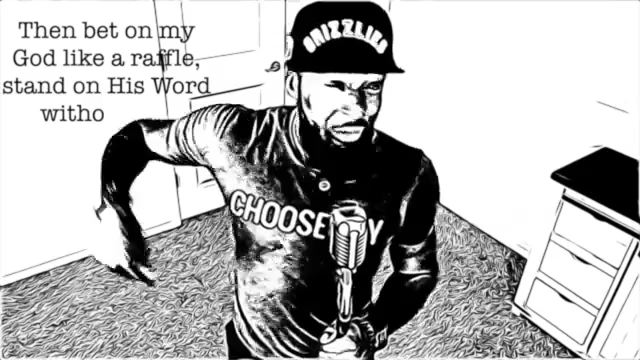 Then bet on my
God like a raffle,
stand on His Word
witho
GRIZZLIES
CHOOSE
Y